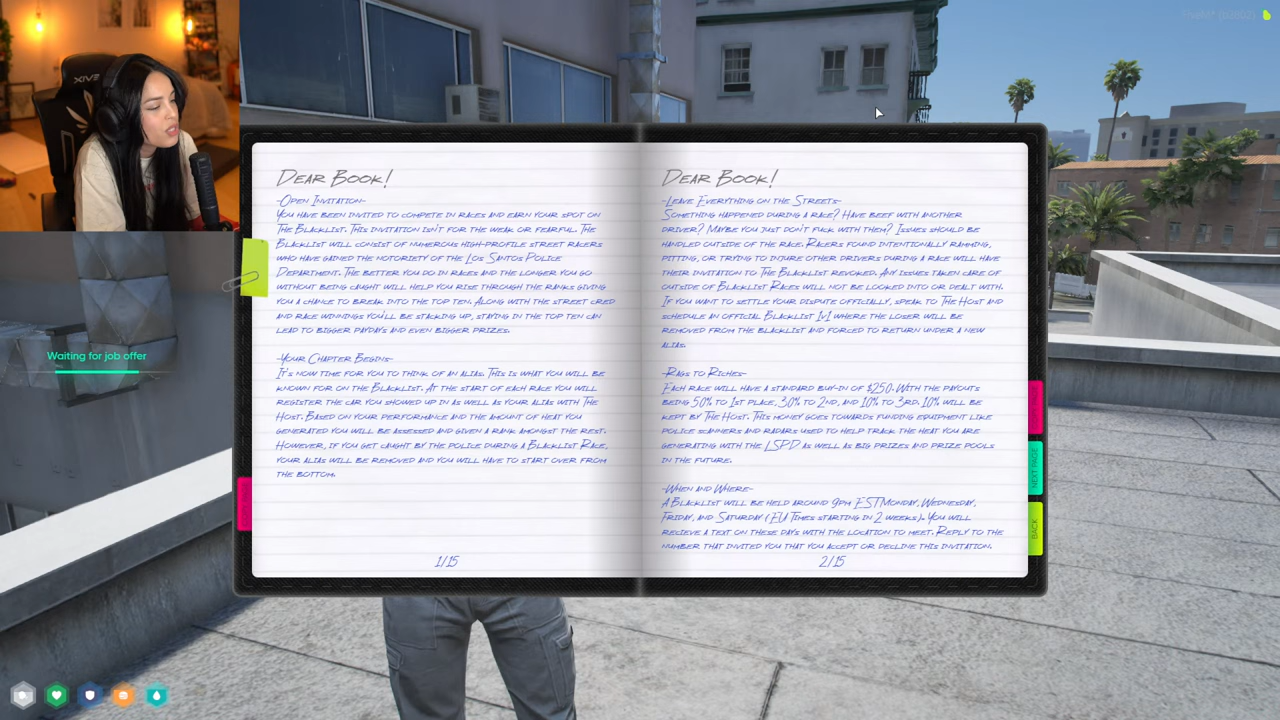 FiveM® (b2802)
XIVE
Waiting for job offer
DEAR BOOK!
-OPEN INVITATION-
YOU HAVE BEEN INVITED TO COMPETE IN RACES AND EARN YOUR SPOT ON
THE BLACKLIST. THIS INVITATION ISN'T FOR THE WEAK OR FEARFUL. THE
BLACKLIST WILL CONSIST OF NUMEROUS HIGH-PROFILE STREET RACERS
WHO HAVE GAINED THE NOTORIETY OF THE LOS SANTOS POLICE
DEPARTMENT. THE BETTER YOU DO IN RACES AND THE LONGER YOU GO
WITHOUT BEING CAUGHT WILL HELP YOU RISE THROUGH THE RANKS GIVING
YOU A CHANCE TO BREAK INTO THE TOP TEN. ALONG WITH THE STREET CRED
AND RACE WINNINGS YOU'LL BE STACKING UP, STAYING IN THE TOP TEN CAN
LEAD TO BIGGER PAYDAYS AND EVEN BIGGER PRIZES.
-YOUR CHAPTER BEGINS-
IT'S NOW TIME FOR YOU TO THINK OF AN ALIAS. THIS IS WHAT YOU WILL BE
KNOWN FOR ON THE BLACKLIST. AT THE START OF EACH RACE YOU WILL
REGISTER THE CAR YOU SHOWED UP IN AS WELL AS YOUR ALIAS WITH THE
HOST. BASED ON YOUR PERFORMANCE AND THE AMOUNT OF HEAT YOU
GENERATED YOU WILL BE ASSESSED AND GIVEN A RANK AMONGST THE REST.
HOWEVER, IF YOU GET CAUGHT BY THE POLICE DURING A BLACKLIST RACE,
YOUR ALIAS WILL BE REMOVED AND YOU WILL HAVE TO START OVER FROM
THE BOTTOM.
1/15
DEAR BOOK!
-LEAVE EVERYTHING ON THE STREETS-
SOMETHING HAPPENED DURING A RACE? HAVE BEEF WITH ANOTHER
DRIVER? MAYBE YOU JUST DON'T FUCK WITH THEM? ISSUES SHOULD BE
HANDLED OUTSIDE OF THE RACE. RACERS FOUND INTENTIONALLY RAMMING,
PITTING, OR TRYING TO INJURE OTHER DRIVERS DURING A RACE WILL HAVE
THEIR INVITATION TO THE BLACKLIST REVOKED. ANY ISSUES TAKEN CARE OF
OUTSIDE OF BLACKLIST RACES WILL NOT BE LOOKED INTO OR DEALT WITH.
IF YOU WANT TO SETTLE YOUR DISPUTE OFFICIALLY, SPEAK TO THE HOST AND
SCHEDULE AN OFFICIAL BLACKLIST 1V1 WHERE THE LOSER WILL BE
REMOVED FROM THE BLACKLIST AND FORCED TO RETURN UNDER A NEW
ALIAS.
-RAGS TO RICHES-
EACH RACE WILL HAVE A STANDARD BUY-IN OF $250. WITH THE PAYOUTS
BEING 50% TO 1ST PLACE, 30% TO 2ND, AND 10% TO 3RD. 10% WILL BE
KEPT BY THE HOST. THIS MONEY GOES TOWARDS FUNDING EQUIPMENT LIKE
POLICE SCANNERS AND RADARS USED TO HELP TRACK THE HEAT YOU ARE
GENERATING WITH THE LSPD AS WELL AS BIG PRIZES AND PRIZE POOLS
IN THE FUTURE.
-WHEN AND WHERE-
A BLACKLIST WILL BE HELD AROUND 9PM EST MONDAY, WEDNESDAY,
FRIDAY, AND SATURDAY (EU TIMES STARTING IN 2 WEEKS). YOU WILL
RECIEVE A TEXT ON THESE DAYS WITH THE LOCATION TO MEET. REPLY TO THE
NUMBER THAT INVITED YOU THAT YOU ACCEPT OR DECLINE THIS INVITATION.
2/15
NEXT PAGE
BACK